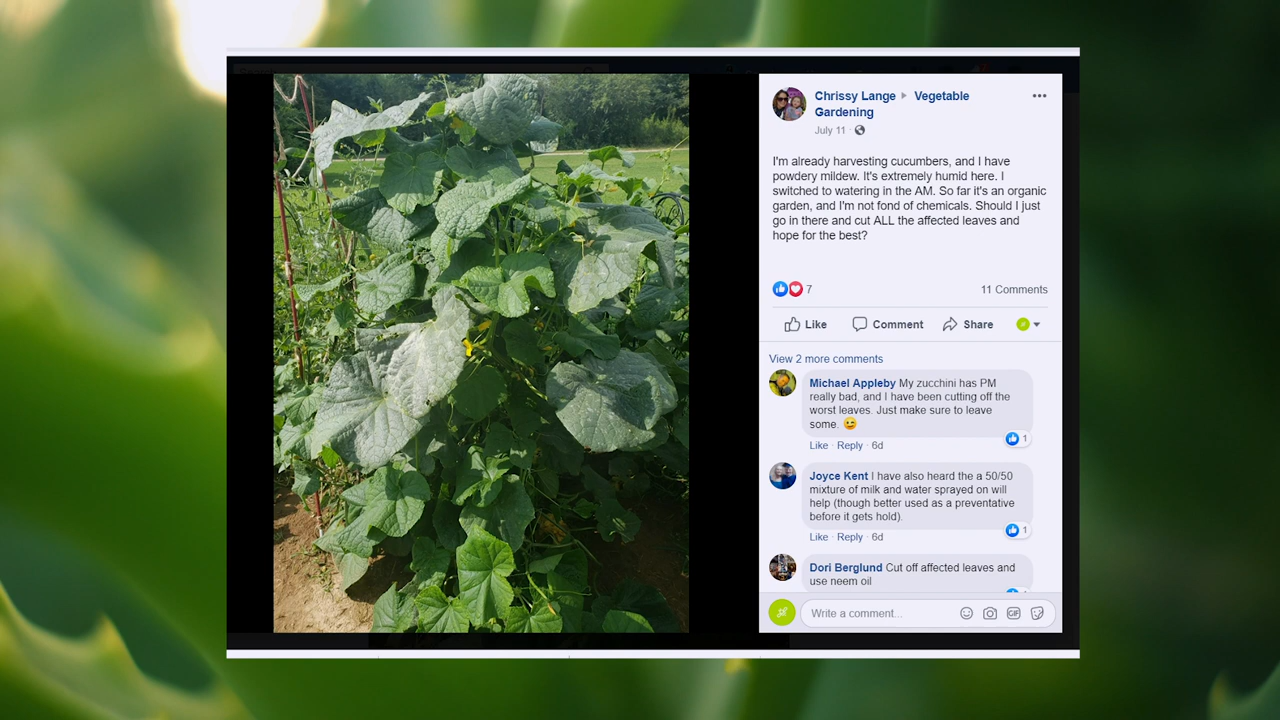 Chrissy Lange ▸ Vegetable
Gardening
July 11 ·
I'm already harvesting cucumbers, and I have
powdery mildew. It's extremely humid here. I
switched to watering in the AM. So far it's an organic
garden, and I'm not fond of chemicals. Should I just
go in there and cut ALL the affected leaves and
hope for the best?
7
11 Comments
Like
Comment
Share
View 2 more comments
Michael Appleby My zucchini has PM
really bad, and I have been cutting off the
worst leaves. Just make sure to leave
some. 😅
1
Like · Reply · 6d
Joyce Kent I have also heard the a 50/50
mixture of milk and water sprayed on will
help (though better used as a preventative
before it gets hold).
1
Like · Reply · 6d
Dori Berglund Cut off affected leaves and
use neem oil
Write a comment...
GIF